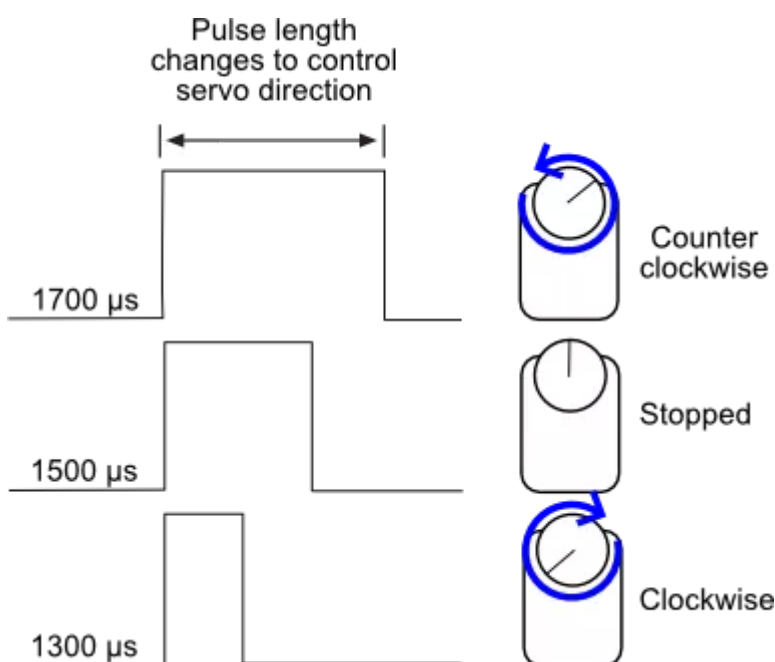 Pulse length
changes to control
servo direction
1700 µs
Counter
clockwise
1500 µs
Stopped
1300 µs
Clockwise